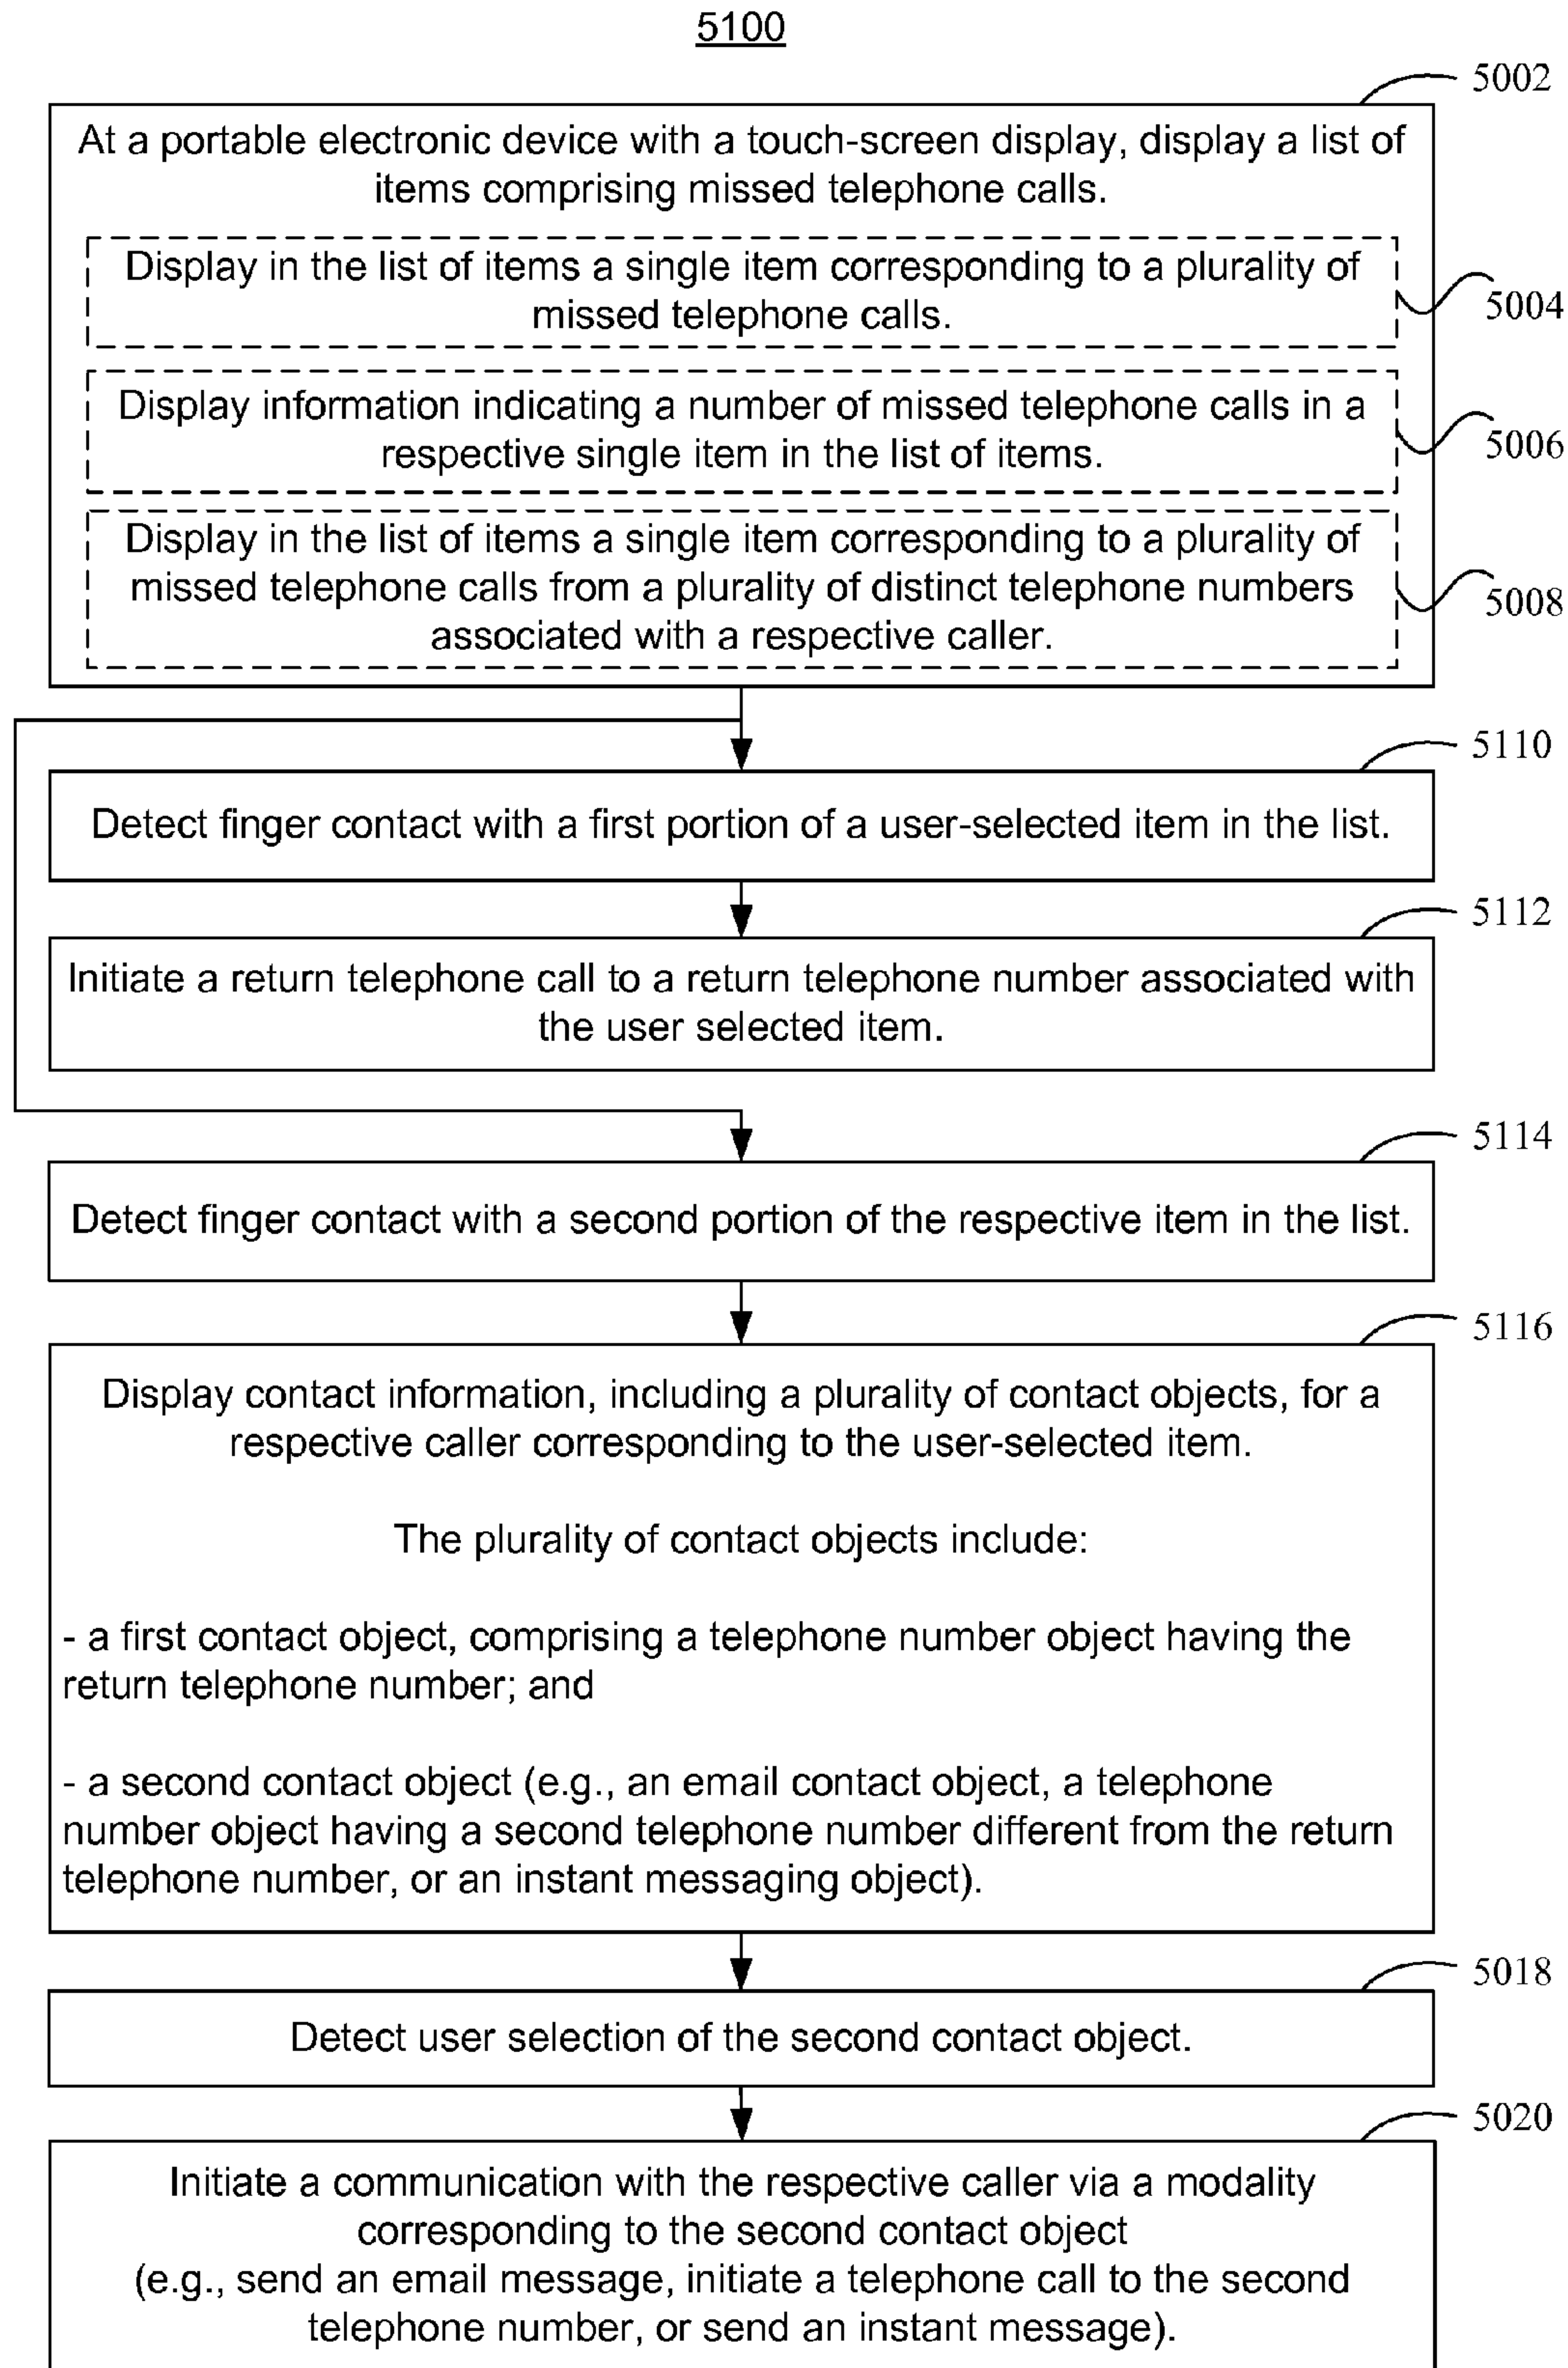 5100
5002
At a portable electronic device with a touch-screen display, display a list of
items comprising missed telephone calls.
Display in the list of items a single item corresponding to a plurality of
missed telephone calls.
5004
Display information indicating a number of missed telephone calls in a
respective single item in the list of items.
5006
Display in the list of items a single item corresponding to a plurality of
missed telephone calls from a plurality of distinct telephone numbers
associated with a respective caller.
5008
5110
Detect finger contact with a first portion of a user-selected item in the list.
5112
Initiate a return telephone call to a return telephone number associated with
the user selected item.
5114
Detect finger contact with a second portion of the respective item in the list.
5116
Display contact information, including a plurality of contact objects, for a
respective caller corresponding to the user-selected item.
The plurality of contact objects include:
- a first contact object, comprising a telephone number object having the
return telephone number; and
- a second contact object (e.g., an email contact object, a telephone
number object having a second telephone number different from the return
telephone number, or an instant messaging object).
5018
Detect user selection of the second contact object.
5020
Initiate a communication with the respective caller via a modality
corresponding to the second contact object
(e.g., send an email message, initiate a telephone call to the second
telephone number, or send an instant message).